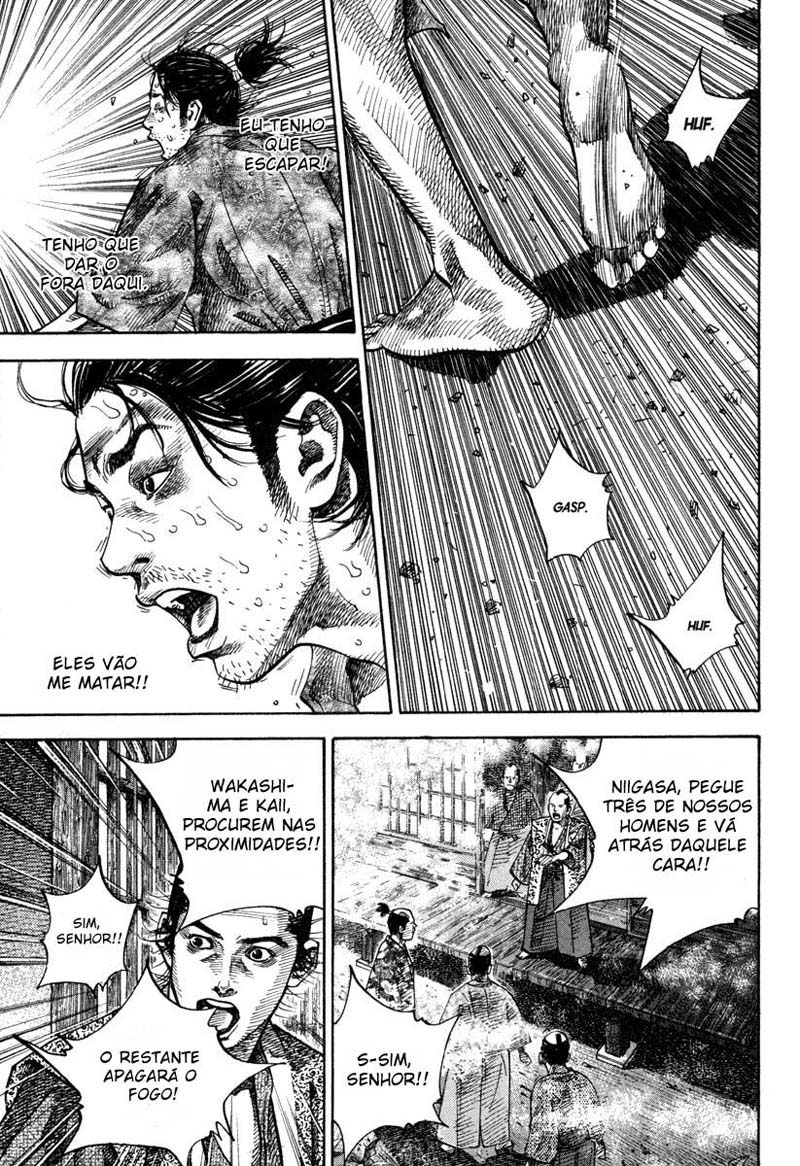 HUF.
GASP.
HUF.
EU TENHO
QUE
ESCAPAR!
TENHO QUE
DAR O
FORA DAQUI.
ELES VÃO
ME MATAR!!
NIIGASA, PEGUE
TRÊS DE NOSSOS
HOMENS E VÁ
ATRÁS DAQUELE
CARA!!
S-SIM,
SENHOR!!
WAKASHI-
MA E KAII,
PROCUREM NAS
PROXIMIDADES!!
SIM,
SENHOR!!
O RESTANTE
APAGARÁ O
FOGO!